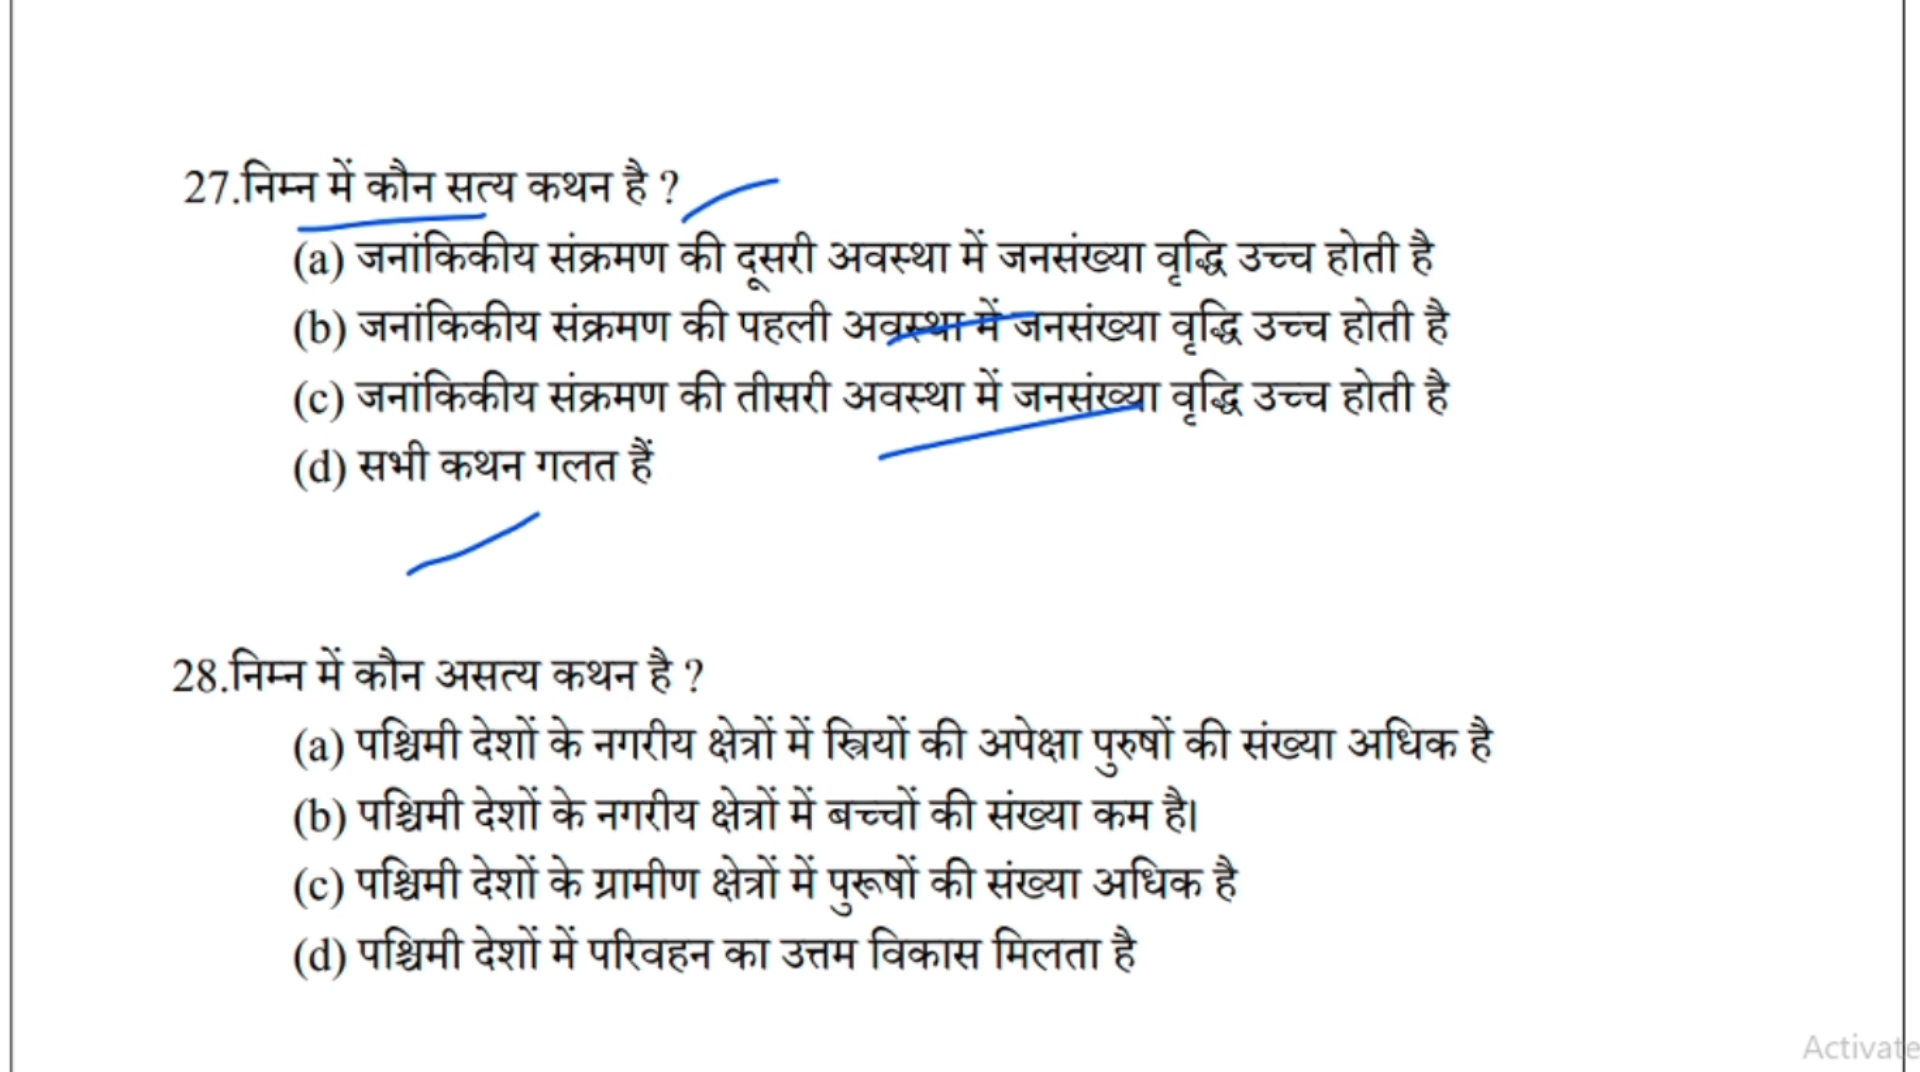 27.निम्न में कौन सत्य कथन है ?
(a) जनांकिकीय संक्रमण की दूसरी अवस्था में जनसंख्या वृद्धि उच्च होती है
(b) जनांकिकीय संक्रमण की पहली अवस्था में जनसंख्या वृद्धि उच्च होती है
(c) जनांकिकीय संक्रमण की तीसरी अवस्था में जनसंख्या वृद्धि उच्च होती है
(d) सभी कथन गलत हैं
28.निम्न में कौन असत्य कथन है ?
(a) पश्चिमी देशों के नगरीय क्षेत्रों में स्त्रियों की अपेक्षा पुरुषों की संख्या अधिक है
(b) पश्चिमी देशों के नगरीय क्षेत्रों में बच्चों की संख्या कम है।
(c) पश्चिमी देशों के ग्रामीण क्षेत्रों में पुरूषों की संख्या अधिक है
(d) पश्चिमी देशों में परिवहन का उत्तम विकास मिलता है
Activate